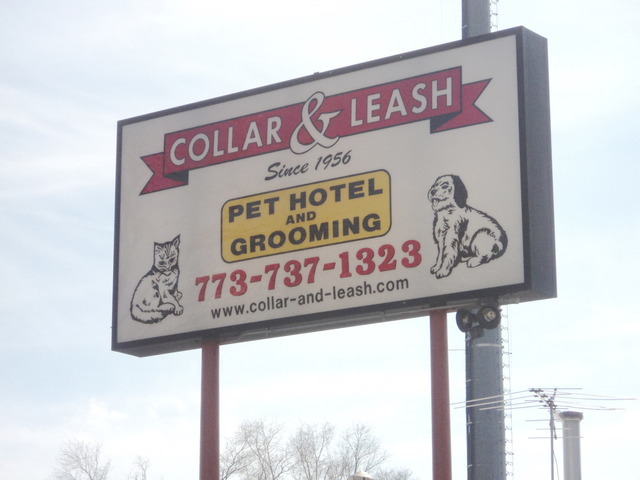 COLLAR & LEASH
Since 1956
PET HOTEL
AND
GROOMING
773-737-1323
www.collar-and-leash.com